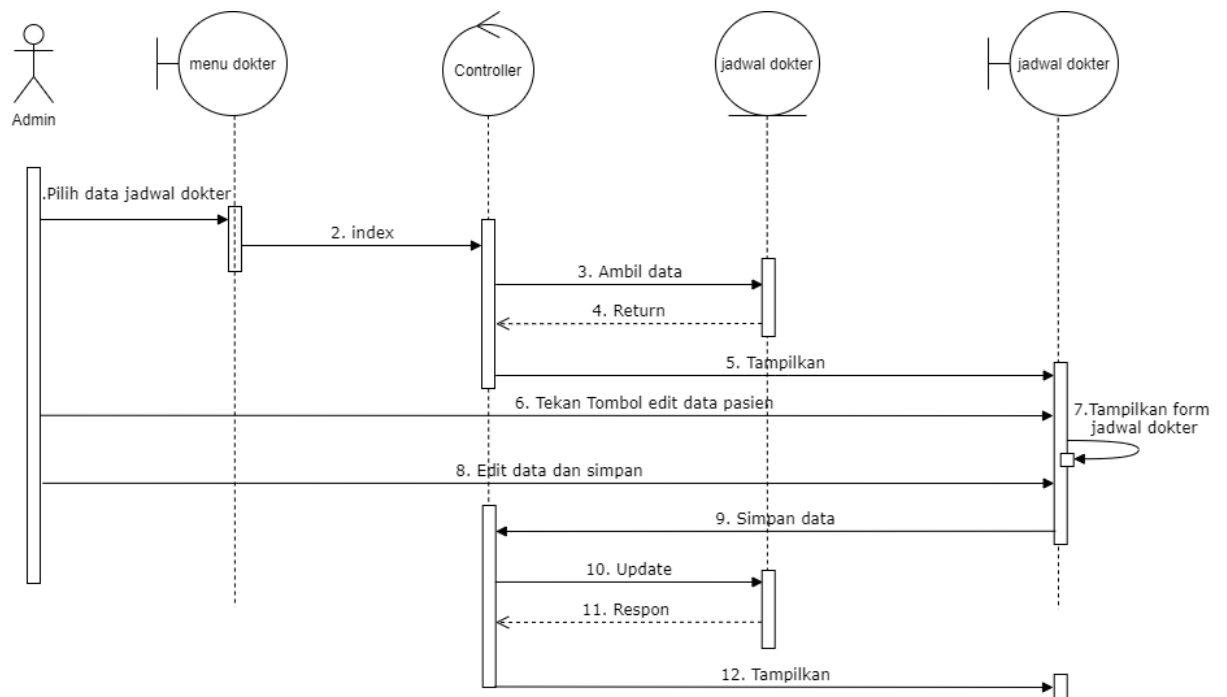 menu dokter
Controller
jadwal dokter
jadwal dokter
Admin
.Pilih data jadwal dokter
2. index
3. Ambil data
4. Return
5. Tampilkan
6. Tekan Tombol edit data pasien
7.Tampilkan form
jadwal dokter
8. Edit data dan simpan
9. Simpan data
10. Update
11. Respon
12. Tampilkan